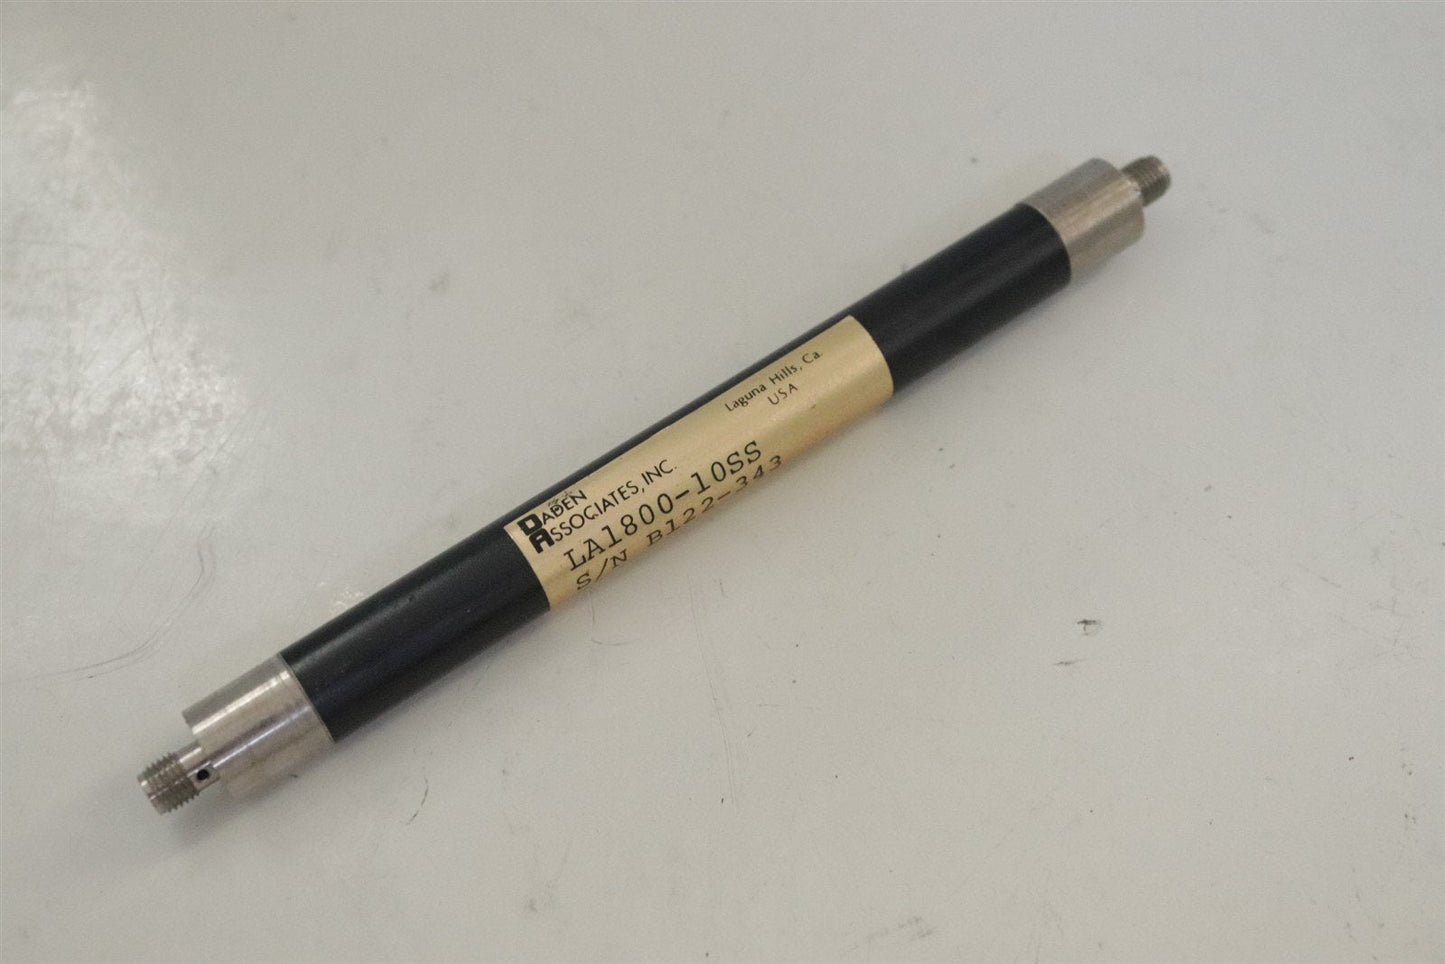 DADEN
ASSOCIATES, INC.
Laguna Hills, Ca.
USA
LA1800-10SS
S/N B122-343